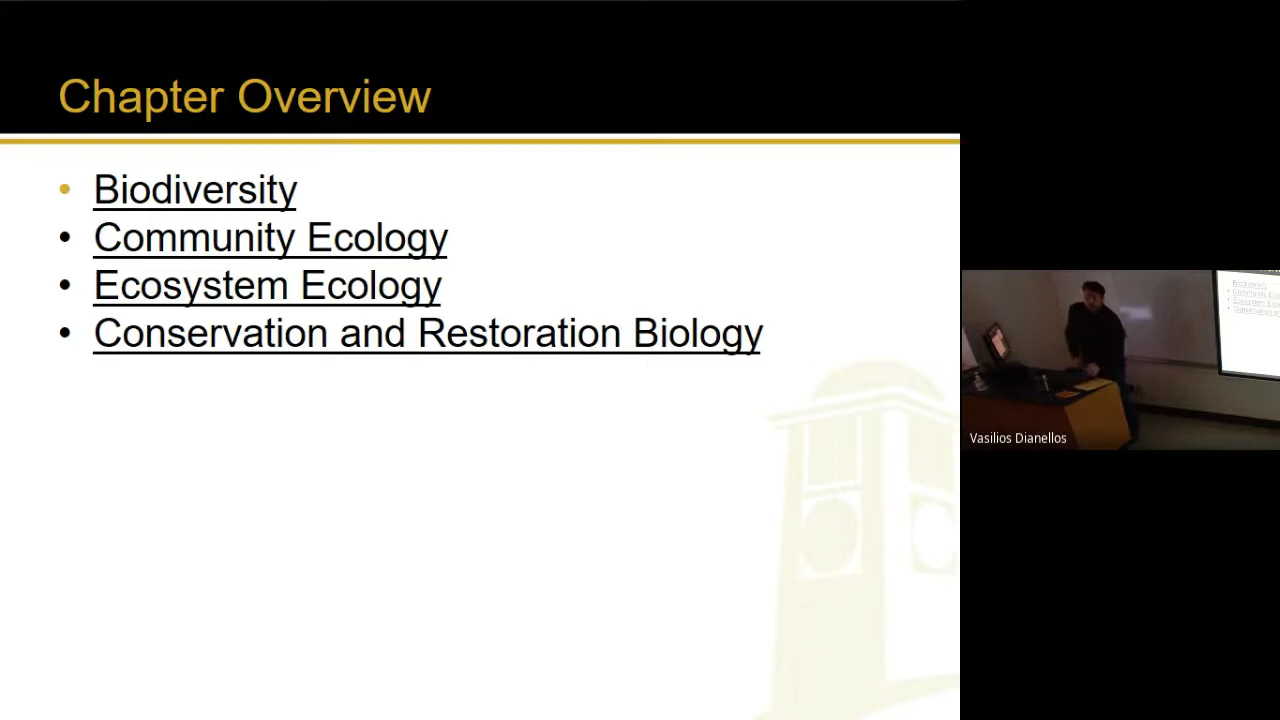 Chapter Overview
• Biodiversity
• Community Ecology
• Ecosystem Ecology
• Conservation and Restoration Biology
Vasilios Dianellos